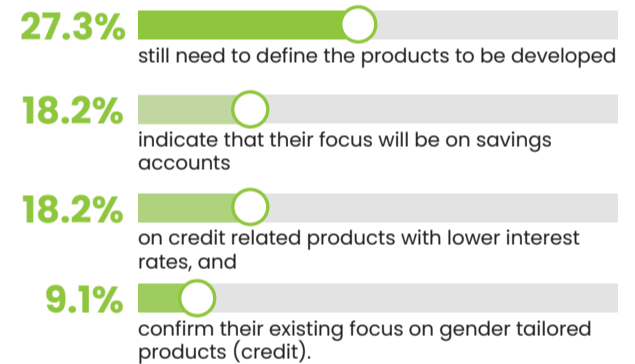 27.3%
still need to define the products to be developed
18.2%
indicate that their focus will be on savings
accounts
18.2%
on credit related products with lower interest
rates, and
9.1%
confirm their existing focus on gender tailored
products (credit).